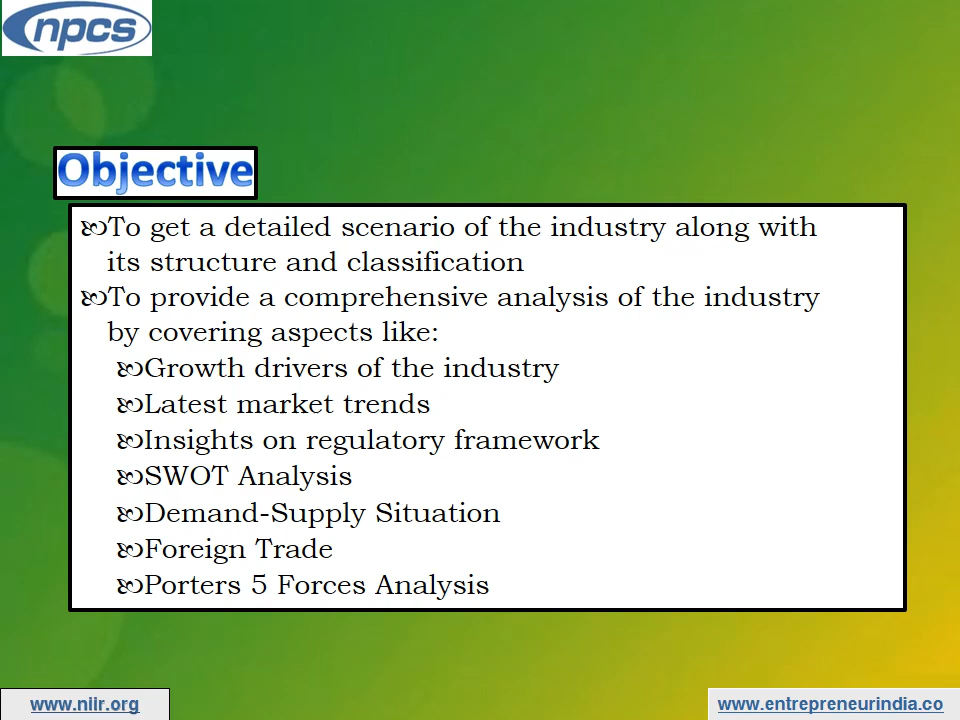 npcs
Objective
To get a detailed scenario of the industry along with
its structure and classification
To provide a comprehensive analysis of the industry
by covering aspects like:
Growth drivers of the industry
Latest market trends
Insights on regulatory framework
SWOT Analysis
Demand-Supply Situation
Foreign Trade
Porters 5 Forces Analysis
www.niir.org
www.entrepreneurindia.co